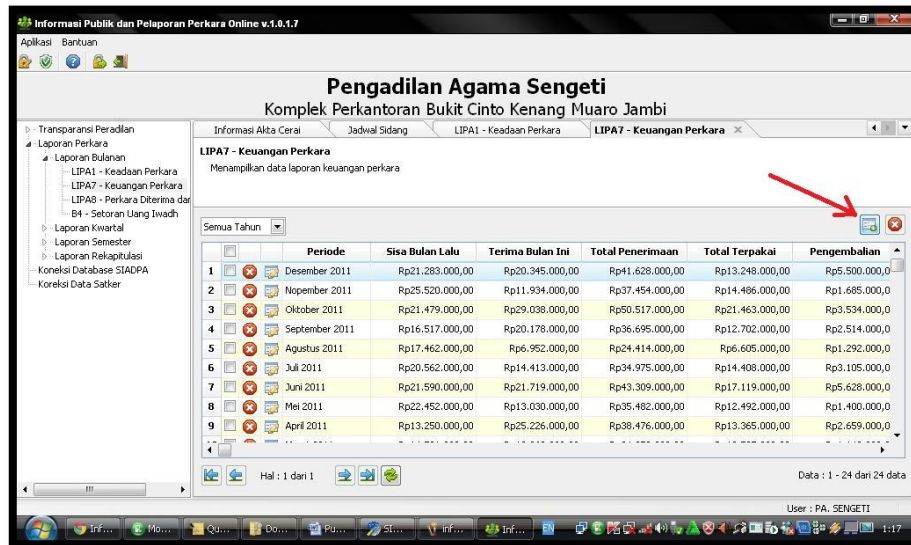 Informasi Publik dan Pelaporan Perkara Online v.1.0.1.7
Aplikasi Bantuan
Pengadilan Agama Sengeti
Komplek Perkantoran Bukit Cinto Kenang Muaro Jambi
Transparansi Peradilan
Laporan Perkara
Laporan Bulanan
LIPA1 - Keadaan Perkara
LIPA7 - Keuangan Perkara
LIPA8 - Perkara Diterima dar
B4 - Setoran Uang Iwadh
Laporan Kwartal
Laporan Semester
Laporan Rekapitulasi
Koneksi Database SIADPA
Koreksi Data Satker
Informasi Akta Cerai Jadwal Sidang LIPA1 - Keadaan Perkara LIPA7 - Keuangan Perkara
LIPA7 - Keuangan Perkara
Menampilkan data laporan keuangan perkara
Semua Tahun
Periode Sisa Bulan Lalu Terima Bulan Ini Total Penerimaan Total Terpakai Pengembalian
1 Desember 2011 Rp21.283.000,00 Rp20.345.000,00 Rp41.628.000,00 Rp13.248.000,00 Rp5.500.000,0
2 Nopember 2011 Rp25.520.000,00 Rp11.934.000,00 Rp37.454.000,00 Rp14.486.000,00 Rp1.685.000,0
3 Oktober 2011 Rp21.479.000,00 Rp29.038.000,00 Rp50.517.000,00 Rp21.463.000,00 Rp3.534.000,0
4 September 2011 Rp16.517.000,00 Rp20.178.000,00 Rp36.695.000,00 Rp12.702.000,00 Rp2.514.000,0
5 Agustus 2011 Rp17.462.000,00 Rp6.952.000,00 Rp24.414.000,00 Rp6.605.000,00 Rp1.292.000,0
6 Juli 2011 Rp20.562.000,00 Rp14.413.000,00 Rp34.975.000,00 Rp14.408.000,00 Rp3.105.000,0
7 Juni 2011 Rp21.590.000,00 Rp21.719.000,00 Rp43.309.000,00 Rp17.119.000,00 Rp5.628.000,0
8 Mei 2011 Rp22.452.000,00 Rp13.030.000,00 Rp35.482.000,00 Rp12.492.000,00 Rp1.400.000,0
9 April 2011 Rp13.250.000,00 Rp25.226.000,00 Rp38.476.000,00 Rp13.365.000,00 Rp2.659.000,0
Hal : 1 dari 1 Data : 1 - 24 dari 24 data
User : PA. SENGETI
Inf... Mo... Qu... Do... Pu... SI... inf... Inf... EN 1:17